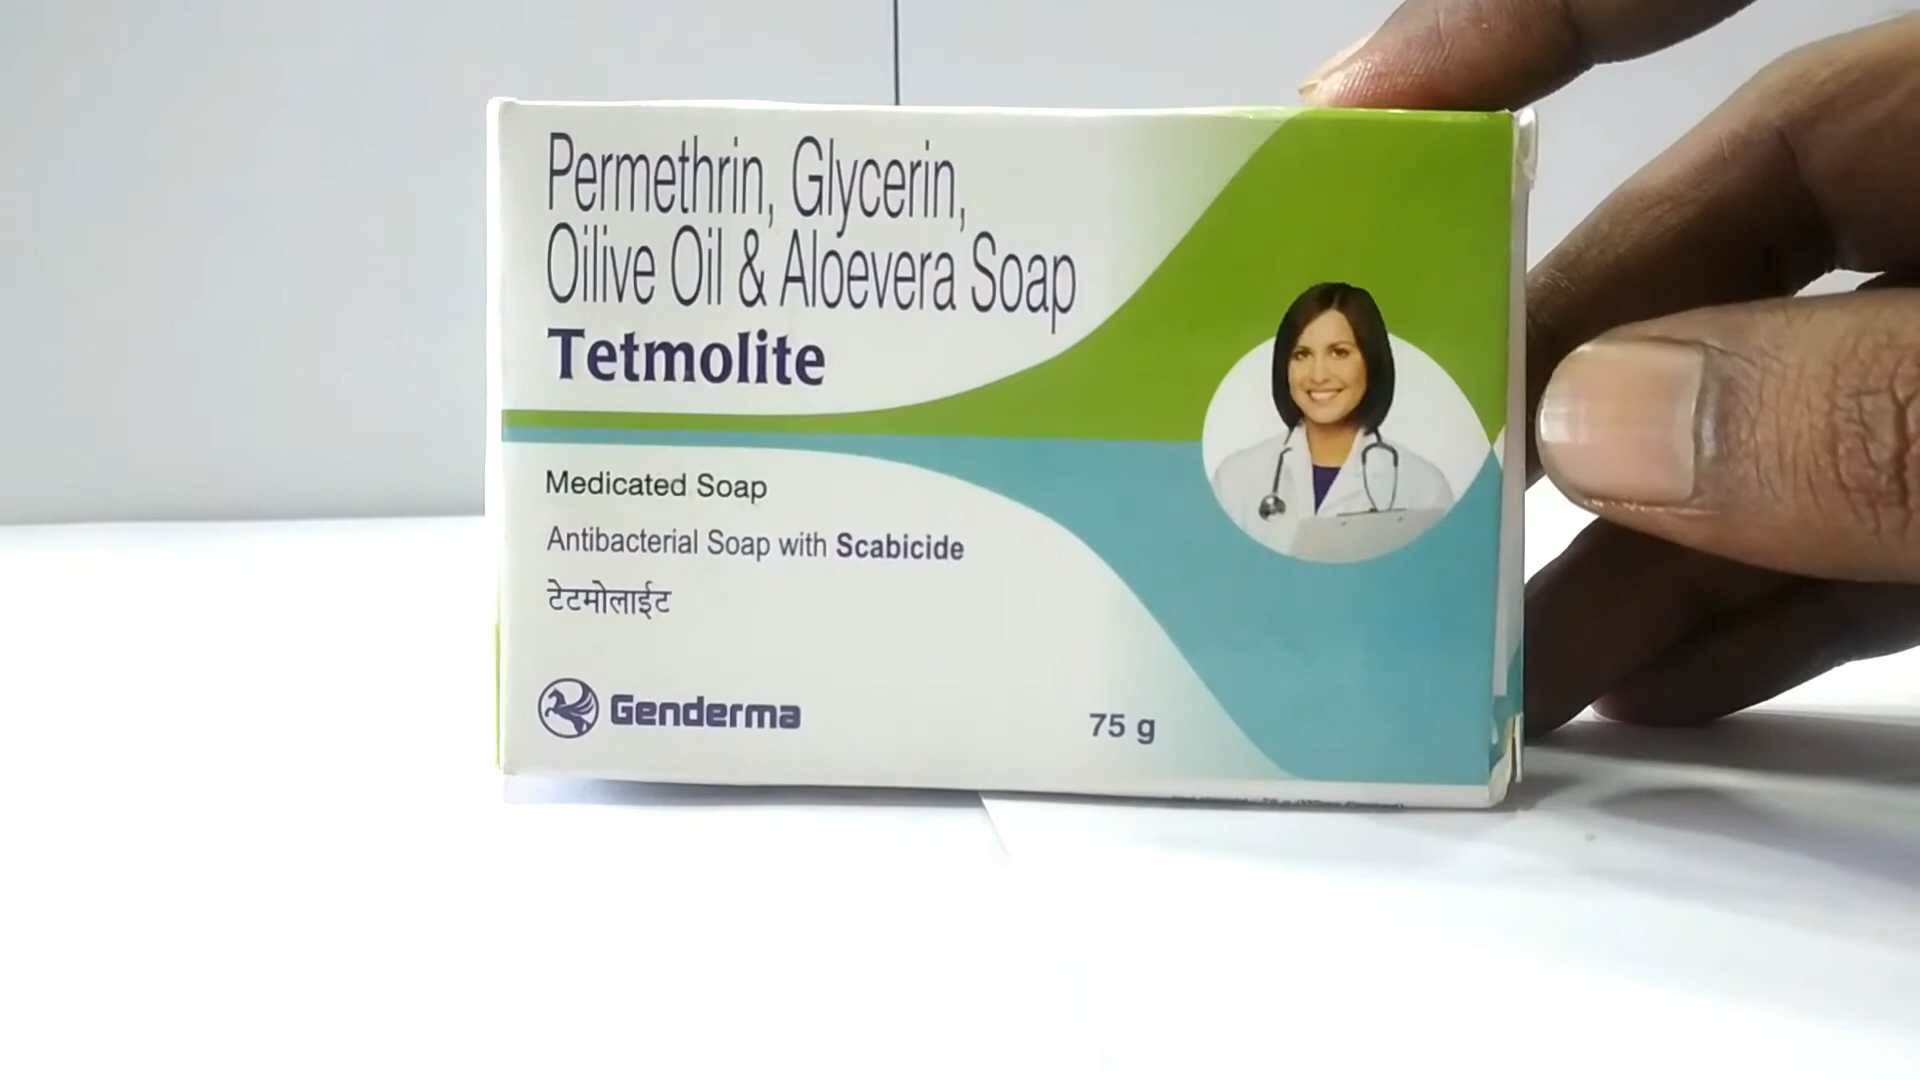 Permethrin, Glycerin,
Oilive Oil & Aloevera Soap
Tetmolite
Medicated Soap
Antibacterial Soap with Scabicide
टेटमोलाईट
Genderma
75 g